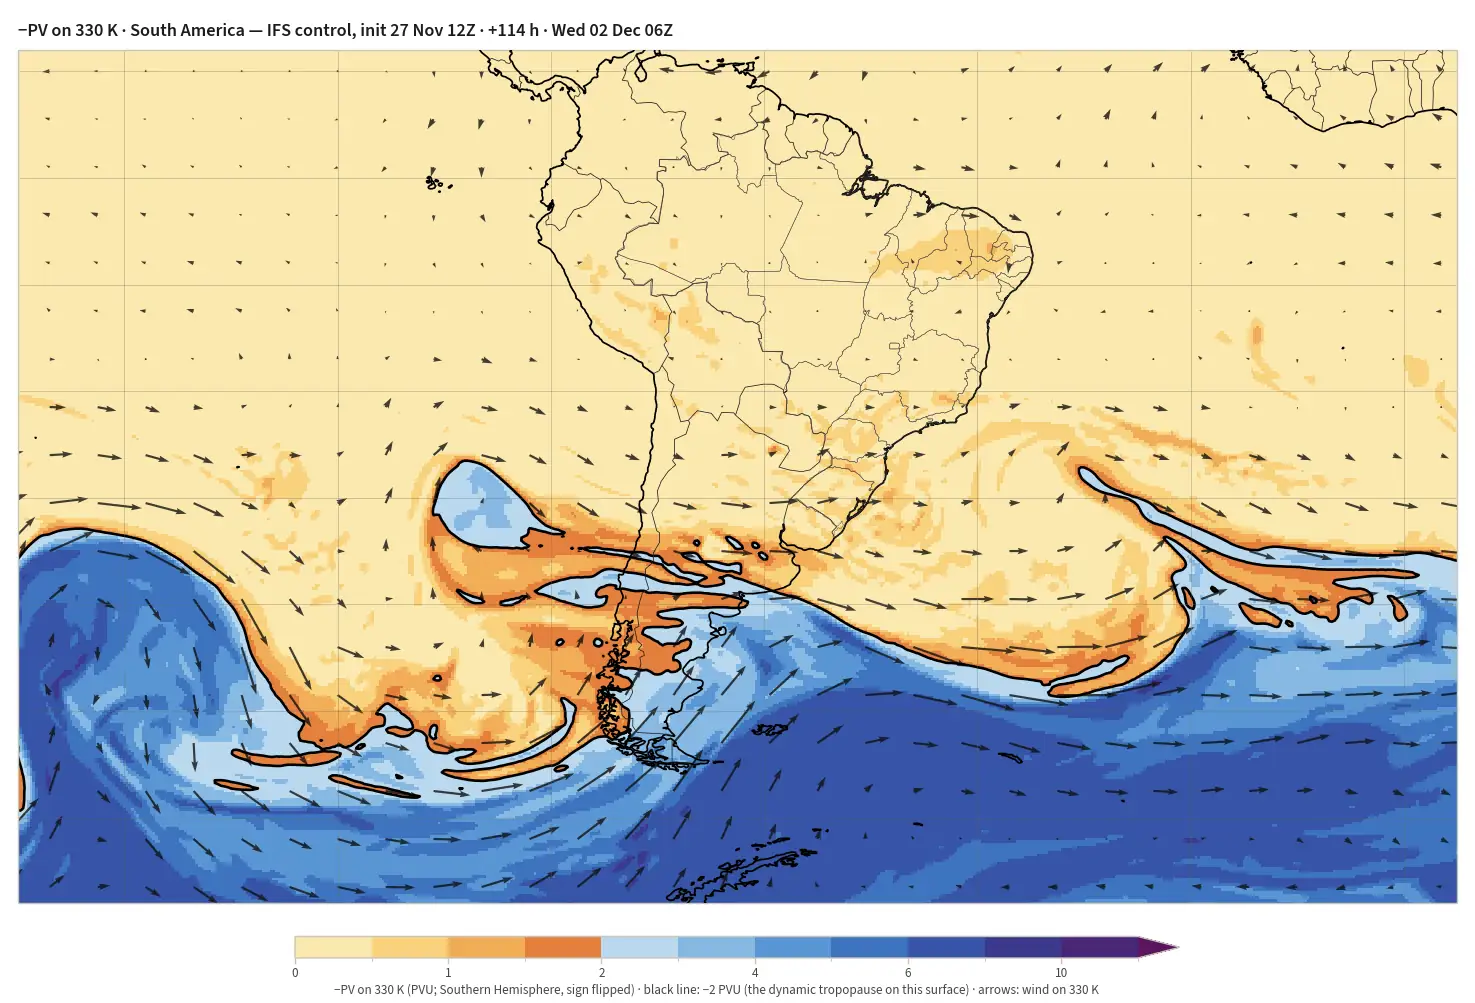 −PV on 330 K · South America — IFS control, init 27 Nov 12Z · +114 h · Wed 02 Dec 06Z
0 1 2 4 6 10
−PV on 330 K (PVU; Southern Hemisphere, sign flipped) · black line: −2 PVU (the dynamic tropopause on this surface) · arrows: wind on 330 K